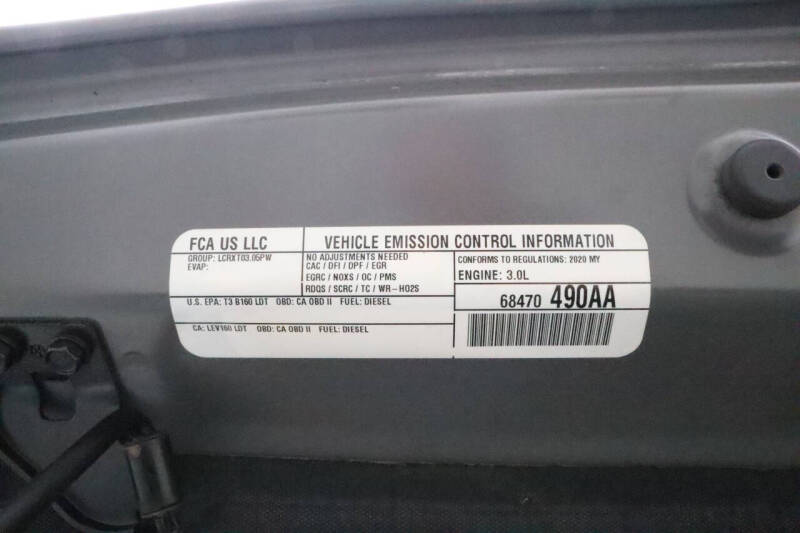 FCA US LLC
GROUP: LCRXT03.05PW
EVAP:
VEHICLE EMISSION CONTROL INFORMATION
NO ADJUSTMENTS NEEDED
CAC / DFI / DPF / EGR
EGRC / NOXS / OC / PMS
RDQS / SCRC / TC / WR-HO2S
CONFORMS TO REGULATIONS: 2020 MY
ENGINE: 3.0L
U.S. EPA: T3 B160 LDT OBD: CA OBD II FUEL: DIESEL
68470 490AA
CA: LEV160 LDT OBD: CA OBD II FUEL: DIESEL